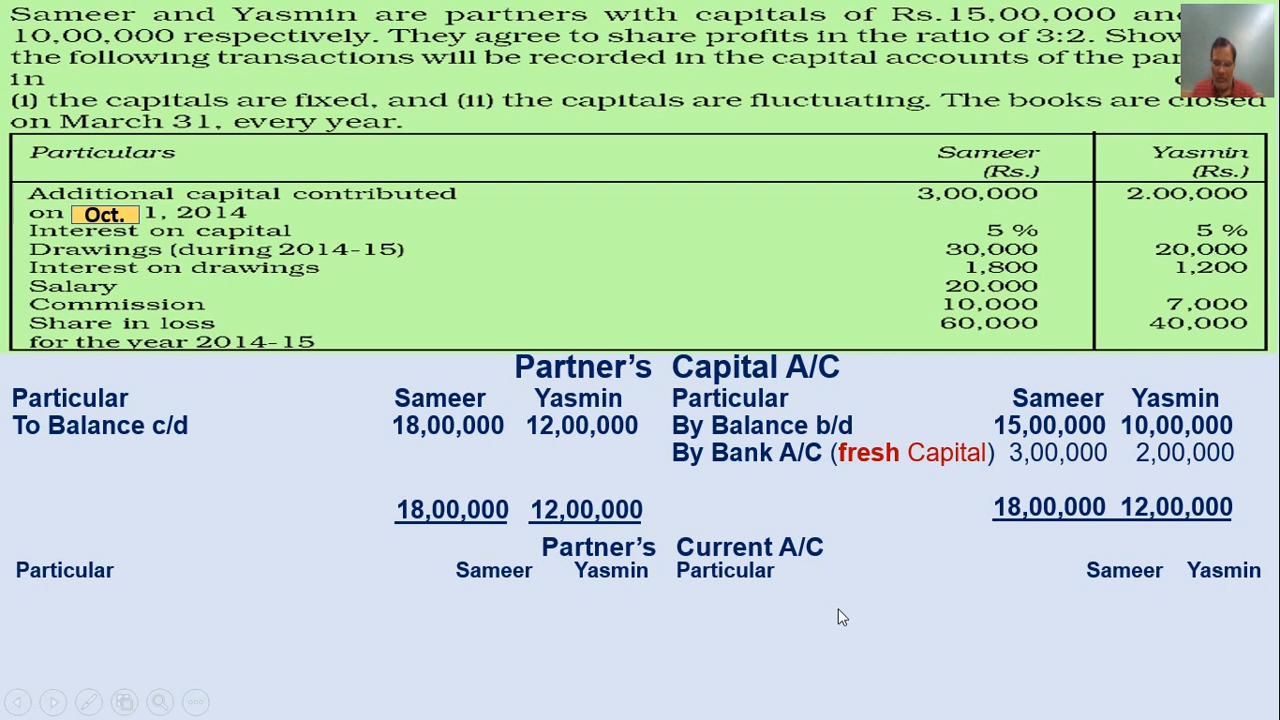 Sameer and Yasmin are partners with capitals of Rs.15,00,000 and
10,00,000 respectively. They agree to share profits in the ratio of 3:2. Show
the following transactions will be recorded in the capital accounts of the
in
(i) the capitals are fixed, and (ii) the capitals are fluctuating. The books are closed
on March 31, every year.
Particulars Sameer Yasmin
(Rs.) (Rs.)
Additional capital contributed 3,00,000 2.00,000
on Oct. 1, 2014
Interest on capital 5 % 5 %
Drawings (during 2014-15) 30,000 20,000
Interest on drawings 1,800 1,200
Salary 20.000
Commission 10,000 7,000
Share in loss 60,000 40,000
for the year 2014-15
Partner's Capital A/C
Particular Sameer Yasmin Particular Sameer Yasmin
To Balance c/d 18,00,000 12,00,000 By Balance b/d 15,00,000 10,00,000
By Bank A/C (fresh Capital) 3,00,000 2,00,000
18,00,000 12,00,000 18,00,000 12,00,000
Partner's Current A/C
Particular Sameer Yasmin Particular Sameer Yasmin